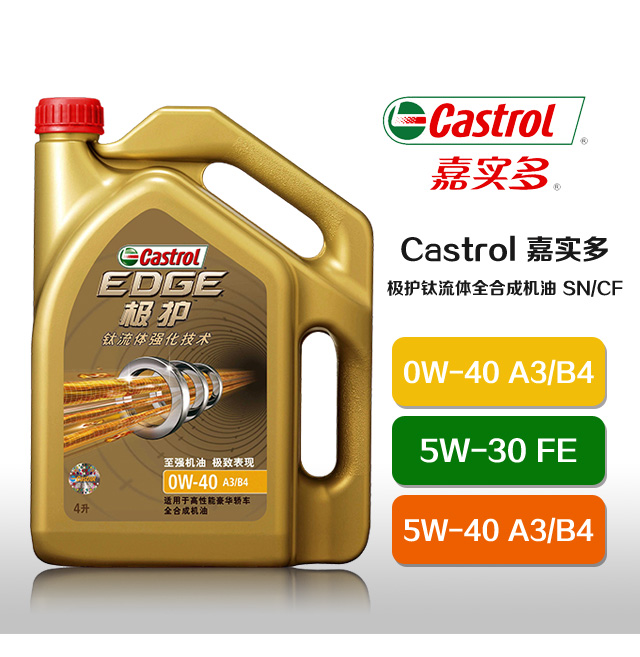 Castrol
EDGE
极护
钛流体强化技术
至强机油 极致表现
0W-40 A3/B4
适用于高性能豪华轿车
全合成机油
4升
Castrol
®
嘉实多
®
Castrol 嘉实多
极护钛流体全合成机油 SN/CF
0W-40 A3/B4
5W-30 FE
5W-40 A3/B4